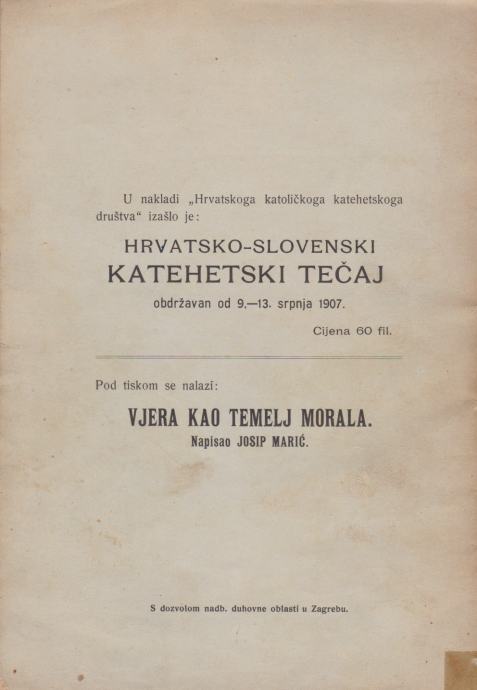 U nakladi „Hrvatskoga katoličkoga katehetskoga
društva“ izašlo je:
HRVATSKO-SLOVENSKI
KATEHETSKI TEČAJ
obdržavan od 9.—13. srpnja 1907.
Cijena 60 fil.
Pod tiskom se nalazi:
VJERA KAO TEMELJ MORALA.
Napisao JOSIP MARIĆ.
S dozvolom nadb. duhovne oblasti u Zagrebu.